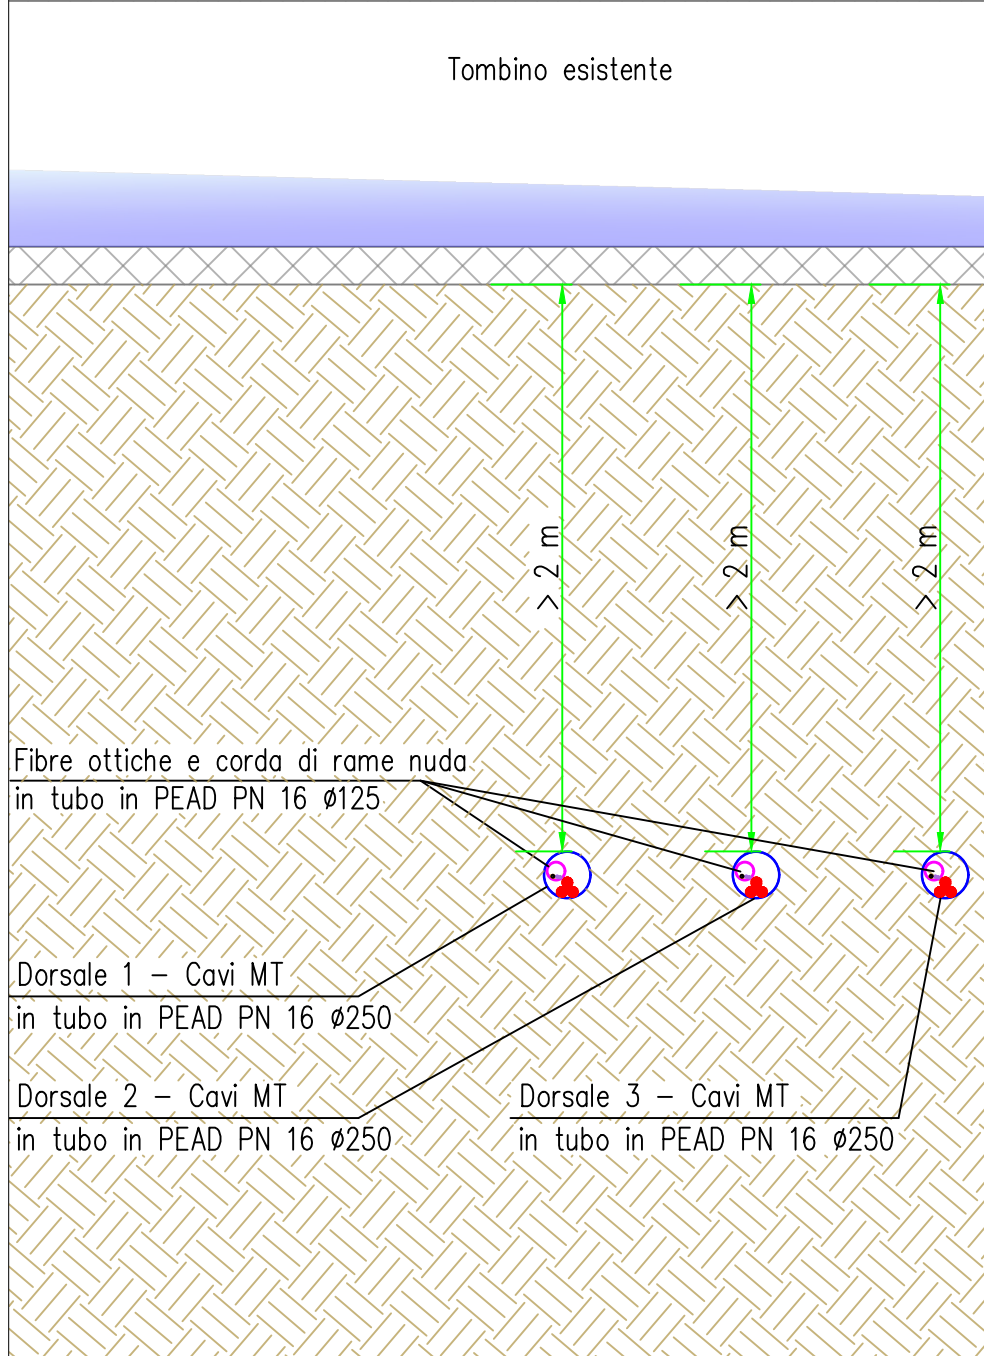 Tombino esistente
> 2 m
> 2 m
> 2 m
Fibre ottiche e corda di rame nuda
in tubo in PEAD PN 16 ø125
Dorsale 1 – Cavi MT
in tubo in PEAD PN 16 ø250
Dorsale 2 – Cavi MT
in tubo in PEAD PN 16 ø250
Dorsale 3 – Cavi MT
in tubo in PEAD PN 16 ø250